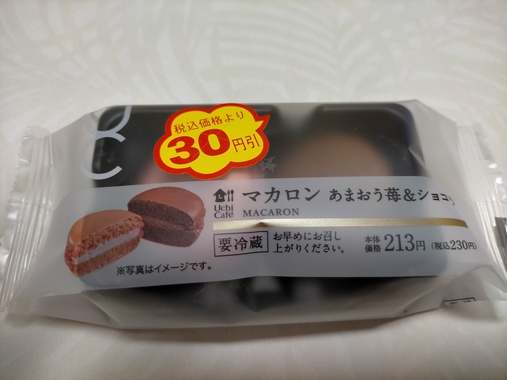 税込価格より
30円引
Uchi Café
マカロン あまおう苺&ショコラ
MACARON
要冷蔵
お早めにお召し
上がりください。
本体価格 213円 (税込230円)
※写真はイメージです。